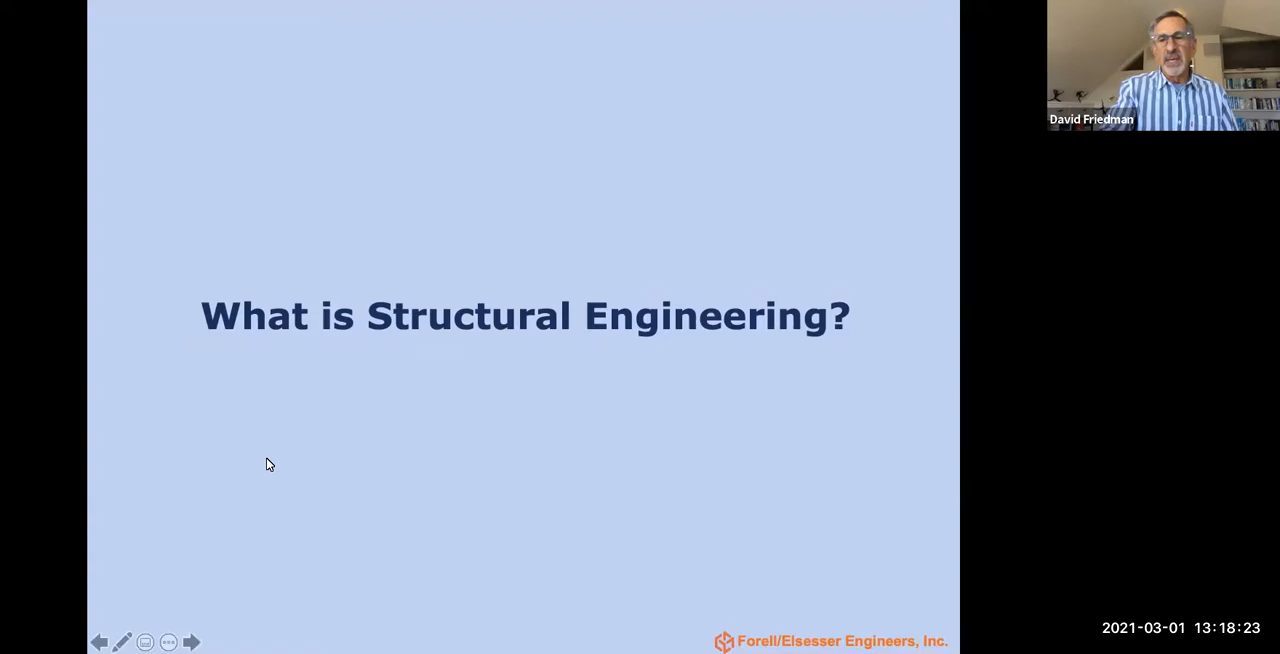 David Friedman
What is Structural Engineering?
Forell/Elsesser Engineers, Inc.
2021-03-01 13:18:23